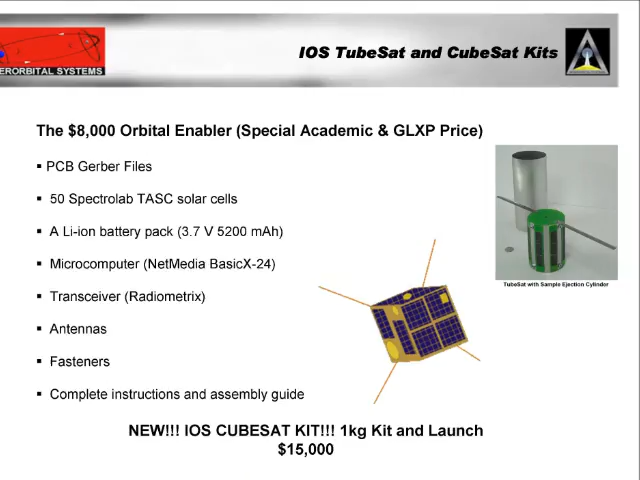 ERORBITAL SYSTEMS
IOS TubeSat and CubeSat Kits
The $8,000 Orbital Enabler (Special Academic & GLXP Price)
▪ PCB Gerber Files
▪ 50 Spectrolab TASC solar cells
▪ A Li-ion battery pack (3.7 V 5200 mAh)
▪ Microcomputer (NetMedia BasicX-24)
▪ Transceiver (Radiometrix)
▪ Antennas
▪ Fasteners
▪ Complete instructions and assembly guide
TubeSat with Sample Ejection Cylindor
NEW!!! IOS CUBESAT KIT!!! 1kg Kit and Launch
$15,000